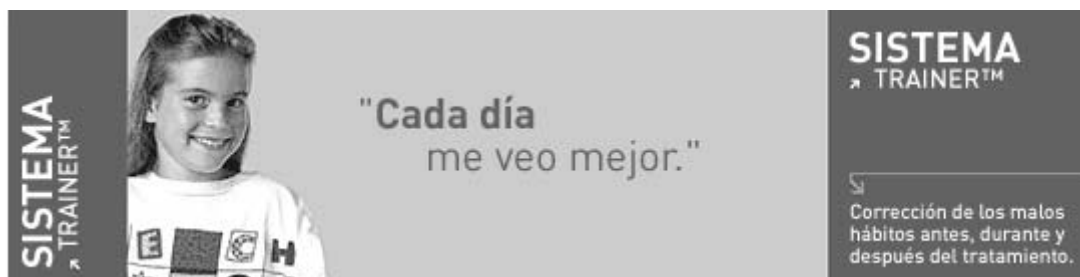 SISTEMA
TRAINER™
E C H
"Cada día
me veo mejor."
SISTEMA
TRAINER™
Corrección de los malos
hábitos antes, durante y
después del tratamiento.